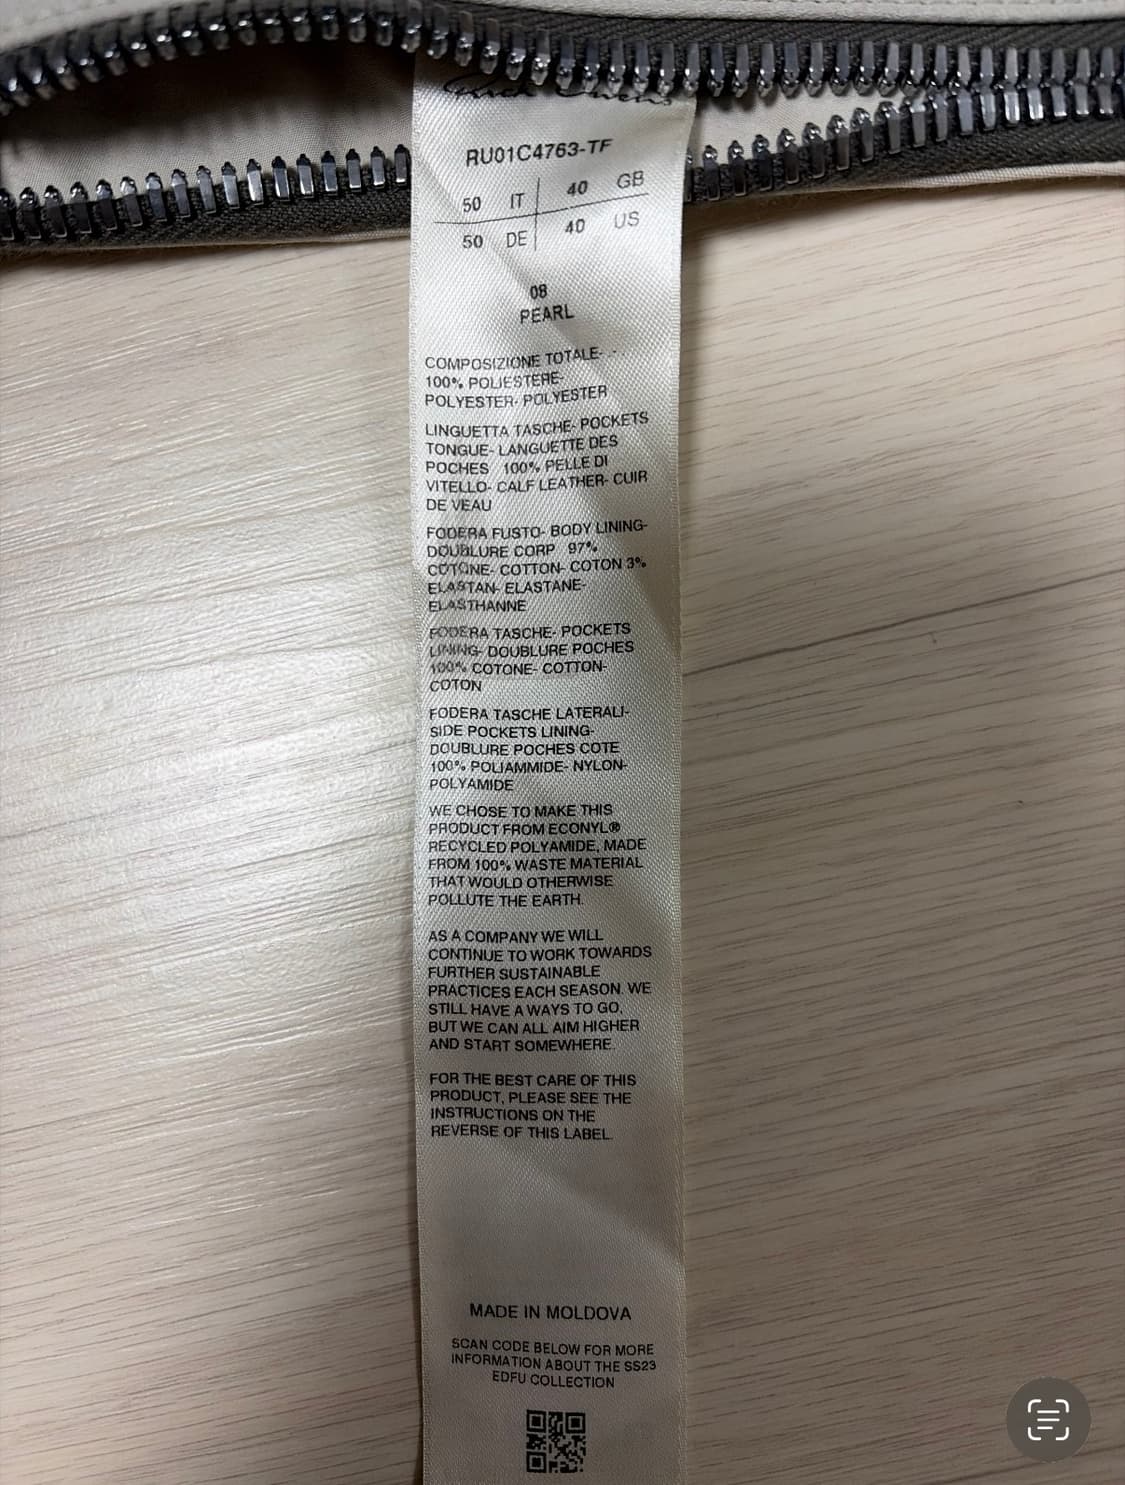 Rick Owens
RU01C4763-TF
50 IT 40 GB
50 DE 40 US
08
PEARL
COMPOSIZIONE TOTALE- -
100% POLIESTERE-
POLYESTER- POLYESTER
LINGUETTA TASCHE- POCKETS
TONGUE- LANGUETTE DES
POCHES 100% PELLE DI
VITELLO- CALF LEATHER- CUIR
DE VEAU
FODERA FUSTO- BODY LINING-
DOUBLURE CORP 97%
COTONE- COTTON- COTON 3%
ELASTAN- ELASTANE-
ELASTHANNE
FODERA TASCHE- POCKETS
LINING- DOUBLURE POCHES
100% COTONE- COTTON-
COTON
FODERA TASCHE LATERALI-
SIDE POCKETS LINING-
DOUBLURE POCHES COTE
100% POLIAMMIDE- NYLON-
POLYAMIDE
WE CHOSE TO MAKE THIS
PRODUCT FROM ECONYL®
RECYCLED POLYAMIDE, MADE
FROM 100% WASTE MATERIAL
THAT WOULD OTHERWISE
POLLUTE THE EARTH.
AS A COMPANY WE WILL
CONTINUE TO WORK TOWARDS
FURTHER SUSTAINABLE
PRACTICES EACH SEASON. WE
STILL HAVE A WAYS TO GO,
BUT WE CAN ALL AIM HIGHER
AND START SOMEWHERE.
FOR THE BEST CARE OF THIS
PRODUCT, PLEASE SEE THE
INSTRUCTIONS ON THE
REVERSE OF THIS LABEL.
MADE IN MOLDOVA
SCAN CODE BELOW FOR MORE
INFORMATION ABOUT THE SS23
EDFU COLLECTION